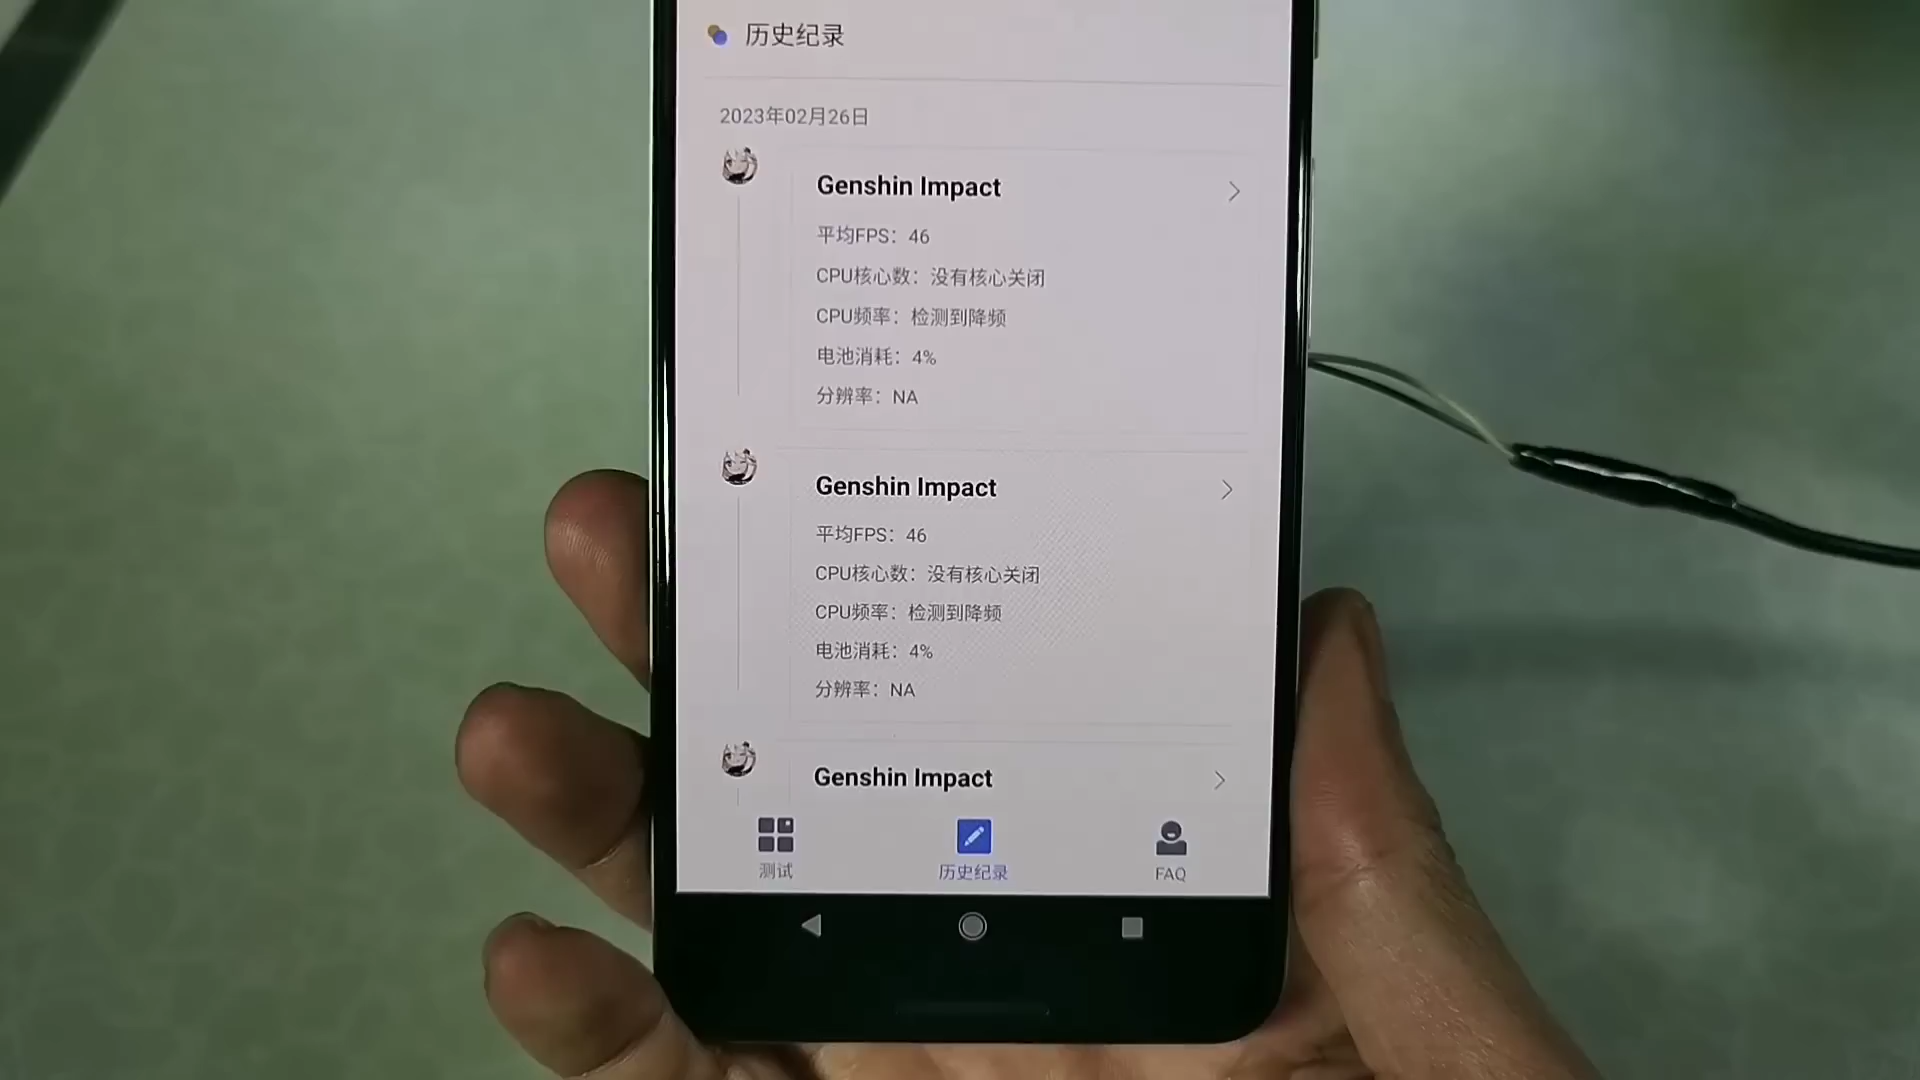 历史纪录
2023年02月26日
Genshin Impact
平均FPS：46
CPU核心数：没有核心关闭
CPU频率：检测到降频
电池消耗：4%
分辨率：NA
Genshin Impact
平均FPS：46
CPU核心数：没有核心关闭
CPU频率：检测到降频
电池消耗：4%
分辨率：NA
Genshin Impact
测试
历史纪录
FAQ